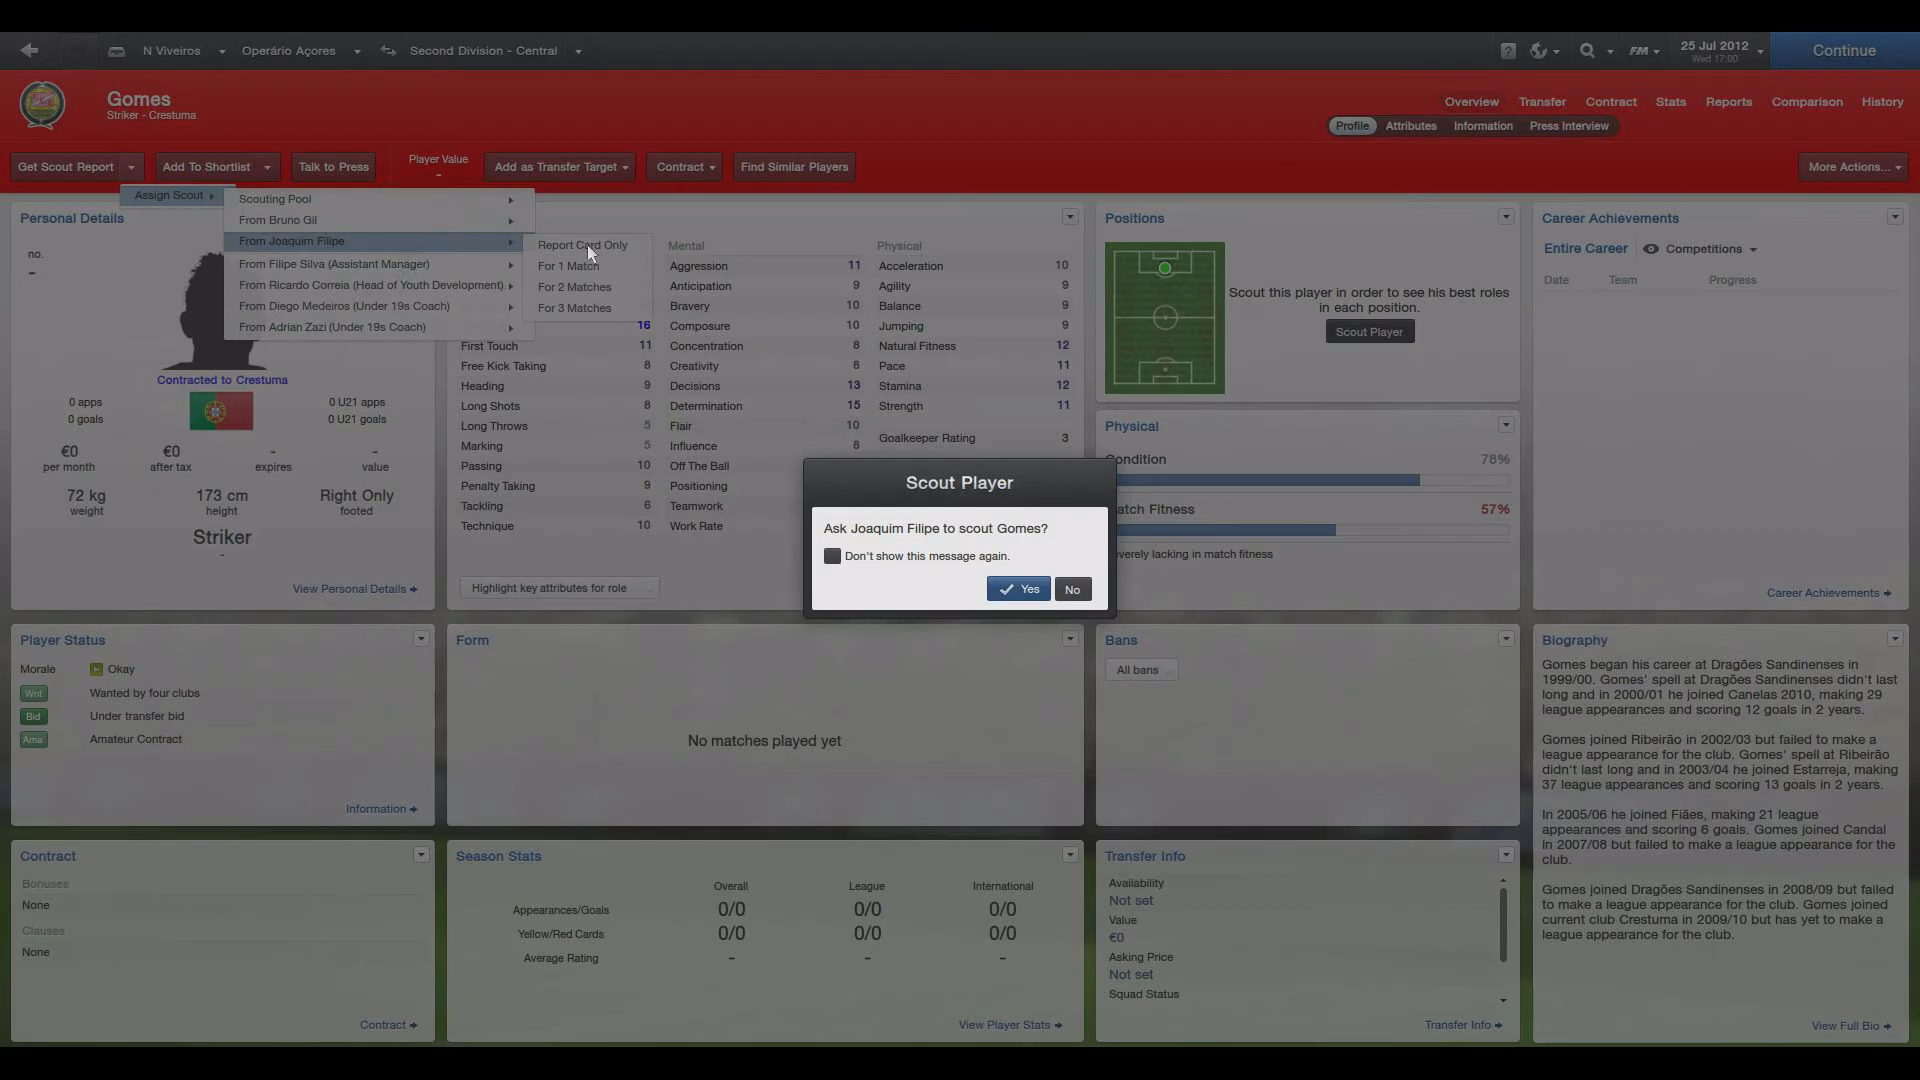 N Viveiros
Operário Açores
Second Division - Central
?
FM
25 Jul 2012
Wed 17:00
Continue
Gomes
Striker - Crestuma
Overview
Transfer
Contract
Stats
Reports
Comparison
History
Profile
Attributes
Information
Press Interview
Get Scout Report
Add To Shortlist
Talk to Press
Player Value
-
Add as Transfer Target
Contract
Find Similar Players
More Actions...
Assign Scout
Scouting Pool
From Bruno Gil
From Joaquim Filipe
From Filipe Silva (Assistant Manager)
From Ricardo Correia (Head of Youth Development)
From Diego Medeiros (Under 19s Coach)
From Adrian Zazi (Under 19s Coach)
Report Card Only
For 1 Match
For 2 Matches
For 3 Matches
Personal Details
no.
-
Contracted to Crestuma
0 apps
0 goals
0 U21 apps
0 U21 goals
€0
per month
€0
after tax
-
expires
-
value
72 kg
weight
173 cm
height
Right Only
footed
Striker
-
View Personal Details
16
First Touch 11
Free Kick Taking 8
Heading 9
Long Shots 8
Long Throws 5
Marking 5
Passing 10
Penalty Taking 9
Tackling 6
Technique 10
Highlight key attributes for role
Mental
Aggression 11
Anticipation 9
Bravery 10
Composure 10
Concentration 8
Creativity 8
Decisions 13
Determination 15
Flair 10
Influence 8
Off The Ball
Positioning
Teamwork
Work Rate
Physical
Acceleration 10
Agility 9
Balance 9
Jumping 9
Natural Fitness 12
Pace 11
Stamina 12
Strength 11
Goalkeeper Rating 3
Scout Player
Ask Joaquim Filipe to scout Gomes?
Don't show this message again.
Yes
No
Positions
Scout this player in order to see his best roles
in each position.
Scout Player
Physical
Condition 78%
atch Fitness 57%
verely lacking in match fitness
Career Achievements
Entire Career
Competitions
Date
Team
Progress
Career Achievements
Player Status
Morale
Okay
Wnt
Wanted by four clubs
Bid
Under transfer bid
Ama
Amateur Contract
Information
Form
No matches played yet
Bans
All bans
Biography
Gomes began his career at Dragões Sandinenses in
1999/00. Gomes' spell at Dragões Sandinenses didn't last
long and in 2000/01 he joined Canelas 2010, making 29
league appearances and scoring 12 goals in 2 years.
Gomes joined Ribeirão in 2002/03 but failed to make a
league appearance for the club. Gomes' spell at Ribeirão
didn't last long and in 2003/04 he joined Estarreja, making
37 league appearances and scoring 13 goals in 2 years.
In 2005/06 he joined Fiães, making 21 league
appearances and scoring 6 goals. Gomes joined Candal
in 2007/08 but failed to make a league appearance for the
club.
Gomes joined Dragões Sandinenses in 2008/09 but failed
to make a league appearance for the club. Gomes joined
current club Crestuma in 2009/10 but has yet to make a
league appearance for the club.
View Full Bio
Contract
Bonuses
None
Clauses
None
Contract
Season Stats
Overall
League
International
Appearances/Goals 0/0 0/0 0/0
Yellow/Red Cards 0/0 0/0 0/0
Average Rating - - -
View Player Stats
Transfer Info
Availability
Not set
Value
€0
Asking Price
Not set
Squad Status
Transfer Info